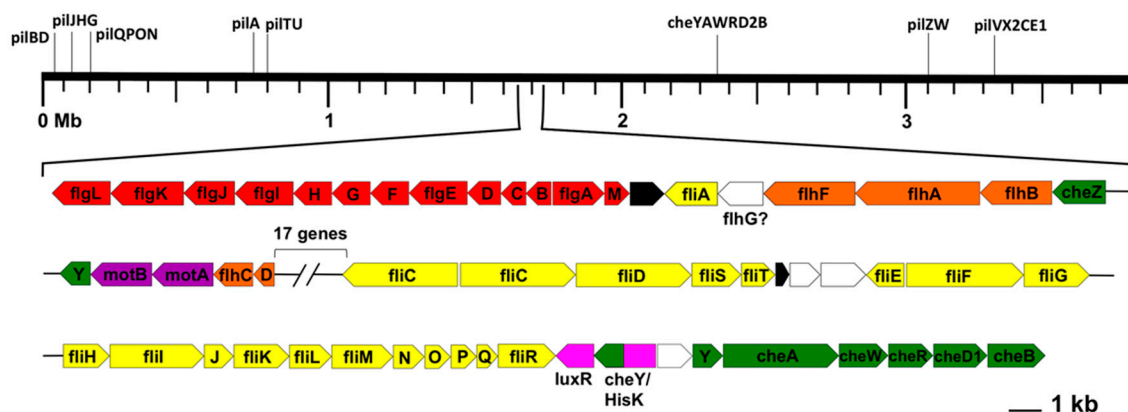 pilBD pilJHG pilQPON pilA pilTU cheYAWRD2B pilZW pilVX2CE1
0 Mb 1 2 3
flgL flgK flgJ flgI H G F flgE D C B flgA M fliA flhF flhA flhB cheZ
flhG?
17 genes
Y motB motA flhC D fliC fliC fliD fliS fliT fliE fliF fliG
fliH fliI J fliK fliL fliM N O P Q fliR Y cheA cheW cheR cheD1 cheB
luxR cheY/
HisK
1 kb